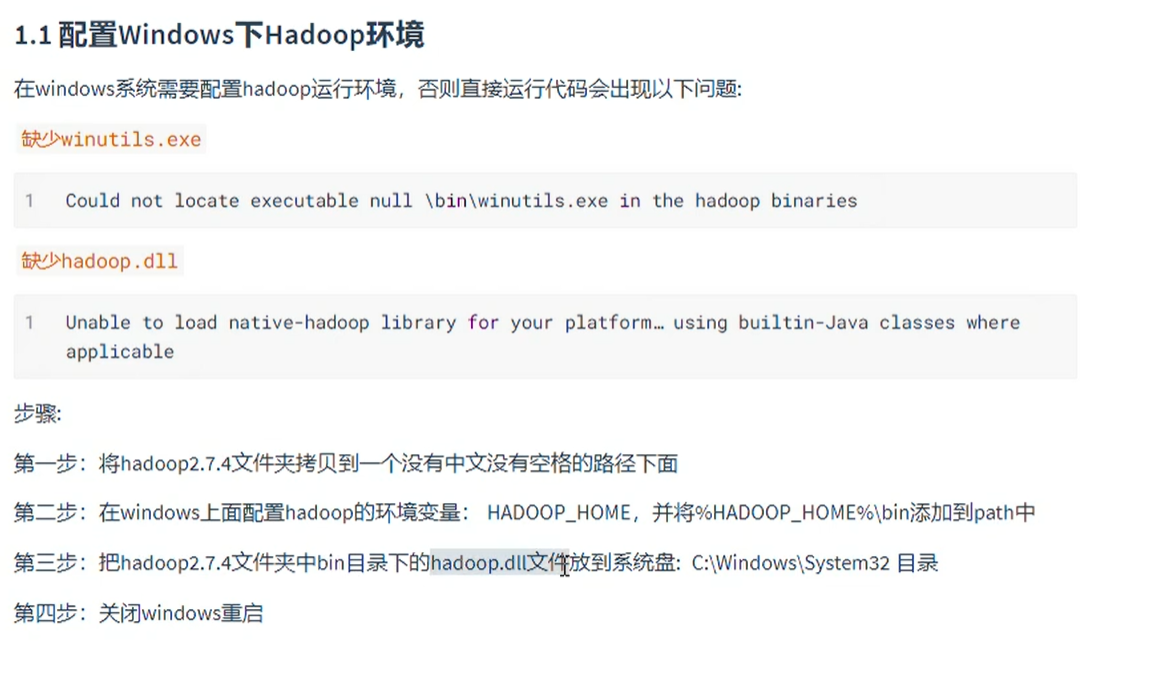 1.1 配置Windows下Hadoop环境
在windows系统需要配置hadoop运行环境，否则直接运行代码会出现以下问题:
缺少winutils.exe
1 Could not locate executable null \bin\winutils.exe in the hadoop binaries
缺少hadoop.dll
1 Unable to load native-hadoop library for your platform… using builtin-Java classes where
applicable
步骤:
第一步：将hadoop2.7.4文件夹拷贝到一个没有中文没有空格的路径下面
第二步：在windows上面配置hadoop的环境变量： HADOOP_HOME，并将%HADOOP_HOME%\bin添加到path中
第三步：把hadoop2.7.4文件夹中bin目录下的hadoop.dll文件放到系统盘: C:\Windows\System32 目录
第四步：关闭windows重启